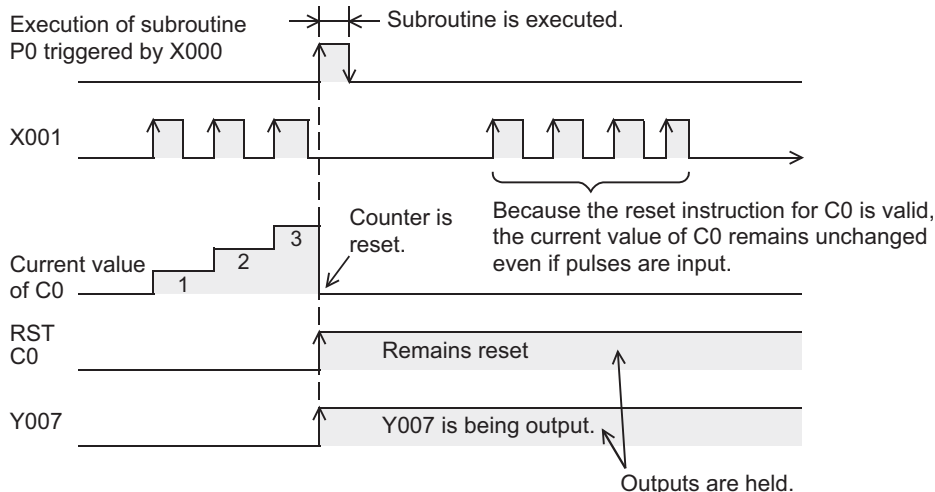 Execution of subroutine
P0 triggered by X000
Subroutine is executed.
X001
Because the reset instruction for C0 is valid,
the current value of C0 remains unchanged
even if pulses are input.
Counter is
reset.
Current value
of C0
1
2
3
RST
C0
Remains reset
Y007
Y007 is being output.
Outputs are held.